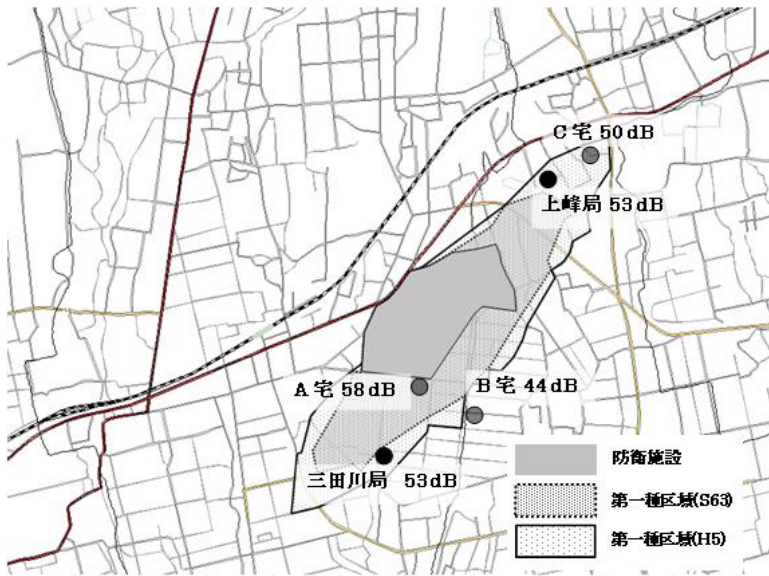 C宅 50dB
上峰局 53dB
A宅 58dB
B宅 44dB
三田川局 53dB
防衛施設
第一種区域(S63)
第一種区域(H5)